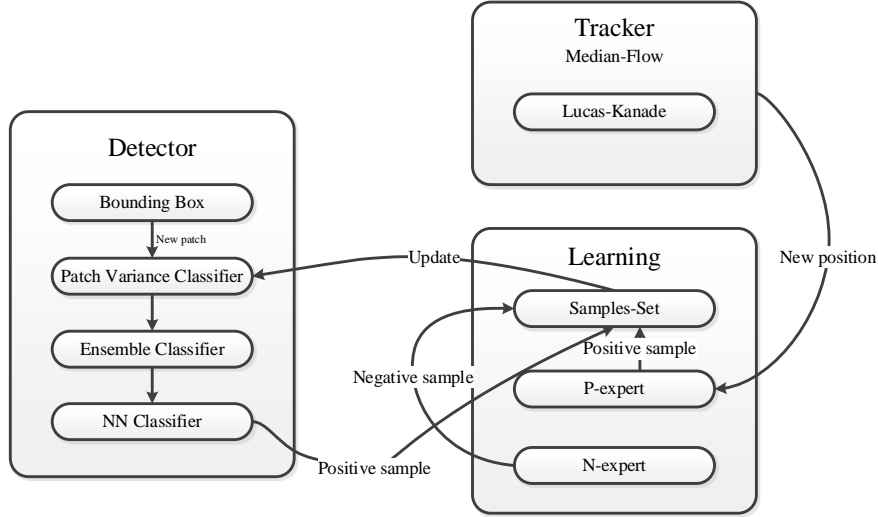 Tracker
Median-Flow
Lucas-Kanade
Detector
Bounding Box
New patch
Patch Variance Classifier
Ensemble Classifier
NN Classifier
Update
Learning
New position
Samples-Set
Positive sample
Negative sample
P-expert
N-expert
Positive sample